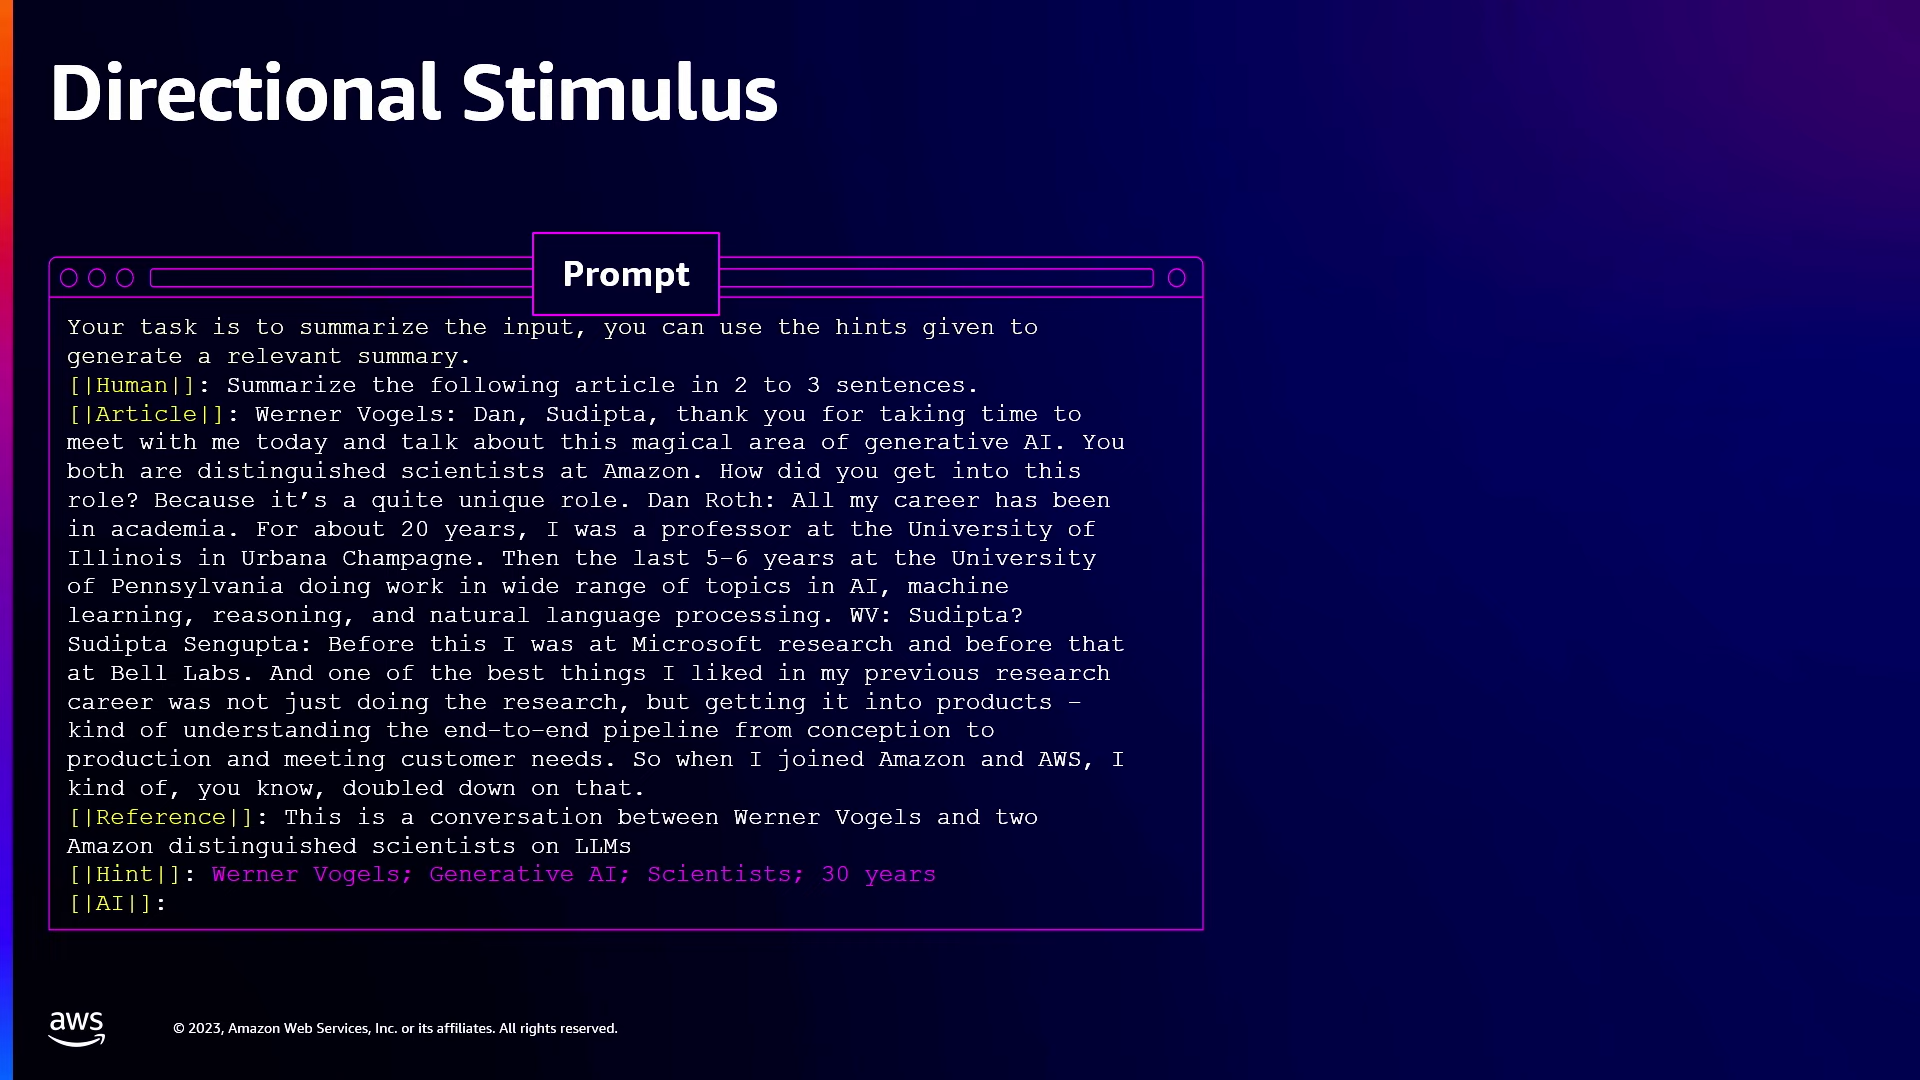 Directional Stimulus
Prompt
Your task is to summarize the input, you can use the hints given to
generate a relevant summary.
[|Human|]: Summarize the following article in 2 to 3 sentences.
[|Article|]: Werner Vogels: Dan, Sudipta, thank you for taking time to
meet with me today and talk about this magical area of generative AI. You
both are distinguished scientists at Amazon. How did you get into this
role? Because it’s a quite unique role. Dan Roth: All my career has been
in academia. For about 20 years, I was a professor at the University of
Illinois in Urbana Champagne. Then the last 5-6 years at the University
of Pennsylvania doing work in wide range of topics in AI, machine
learning, reasoning, and natural language processing. WV: Sudipta?
Sudipta Sengupta: Before this I was at Microsoft research and before that
at Bell Labs. And one of the best things I liked in my previous research
career was not just doing the research, but getting it into products –
kind of understanding the end-to-end pipeline from conception to
production and meeting customer needs. So when I joined Amazon and AWS, I
kind of, you know, doubled down on that.
[|Reference|]: This is a conversation between Werner Vogels and two
Amazon distinguished scientists on LLMs
[|Hint|]: Werner Vogels; Generative AI; Scientists; 30 years
[|AI|]:
aws
© 2023, Amazon Web Services, Inc. or its affiliates. All rights reserved.